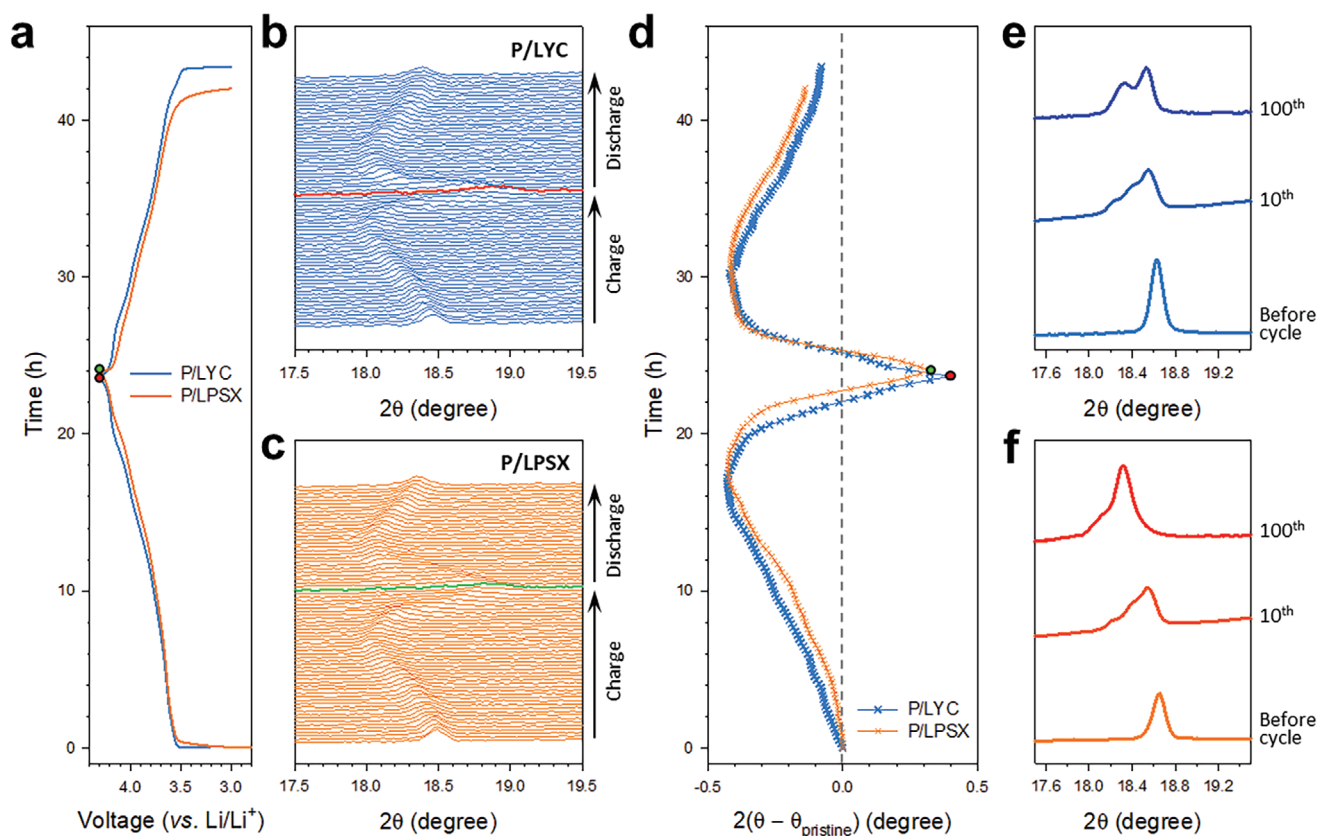 a
Time (h)
40
30
20
10
0
P/LYC
P/LPSX
4.0
3.5
3.0
Voltage (vs. Li/Li⁺)
b
P/LYC
Discharge
Charge
17.5
18.0
18.5
19.0
19.5
2θ (degree)
c
P/LPSX
Discharge
Charge
17.5
18.0
18.5
19.0
19.5
2θ (degree)
d
Time (h)
40
30
20
10
0
P/LYC
P/LPSX
-0.5
0.0
0.5
2(θ − θpristine) (degree)
e
100th
10th
Before
cycle
17.6
18.0
18.4
18.8
19.2
2θ (degree)
f
100th
10th
Before
cycle
17.6
18.0
18.4
18.8
19.2
2θ (degree)